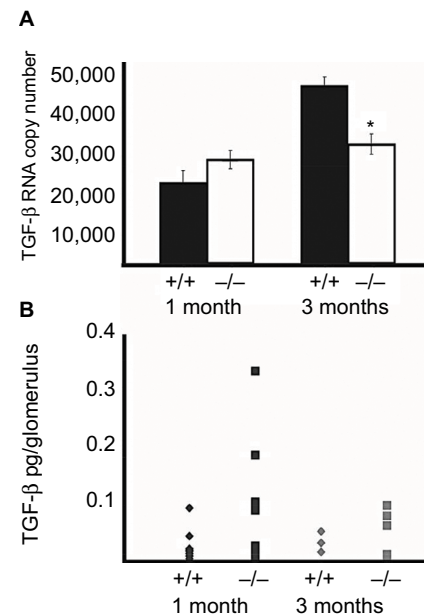 A
TGF-β RNA copy number
50,000
40,000
30,000
20,000
10,000
*
+/+ –/– +/+ –/–
1 month 3 months
B
TGF-β pg/glomerulus
0.4
0.3
0.2
0.1
+/+ –/– +/+ –/–
1 month 3 months